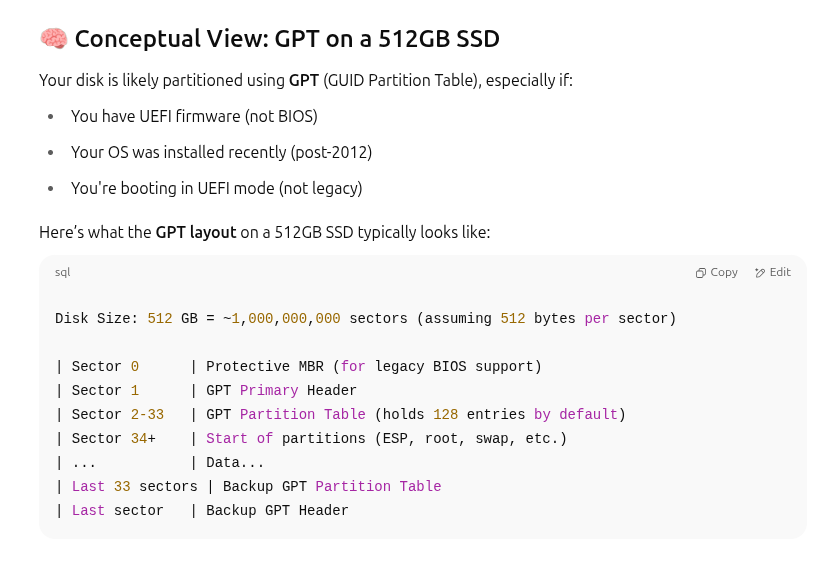 🧠 Conceptual View: GPT on a 512GB SSD
Your disk is likely partitioned using GPT (GUID Partition Table), especially if:
• You have UEFI firmware (not BIOS)
• Your OS was installed recently (post-2012)
• You're booting in UEFI mode (not legacy)
Here’s what the GPT layout on a 512GB SSD typically looks like:
sql Copy Edit
Disk Size: 512 GB = ~1,000,000,000 sectors (assuming 512 bytes per sector)
| Sector 0      | Protective MBR (for legacy BIOS support)
| Sector 1      | GPT Primary Header
| Sector 2-33   | GPT Partition Table (holds 128 entries by default)
| Sector 34+    | Start of partitions (ESP, root, swap, etc.)
| ...           | Data...
| Last 33 sectors | Backup GPT Partition Table
| Last sector   | Backup GPT Header